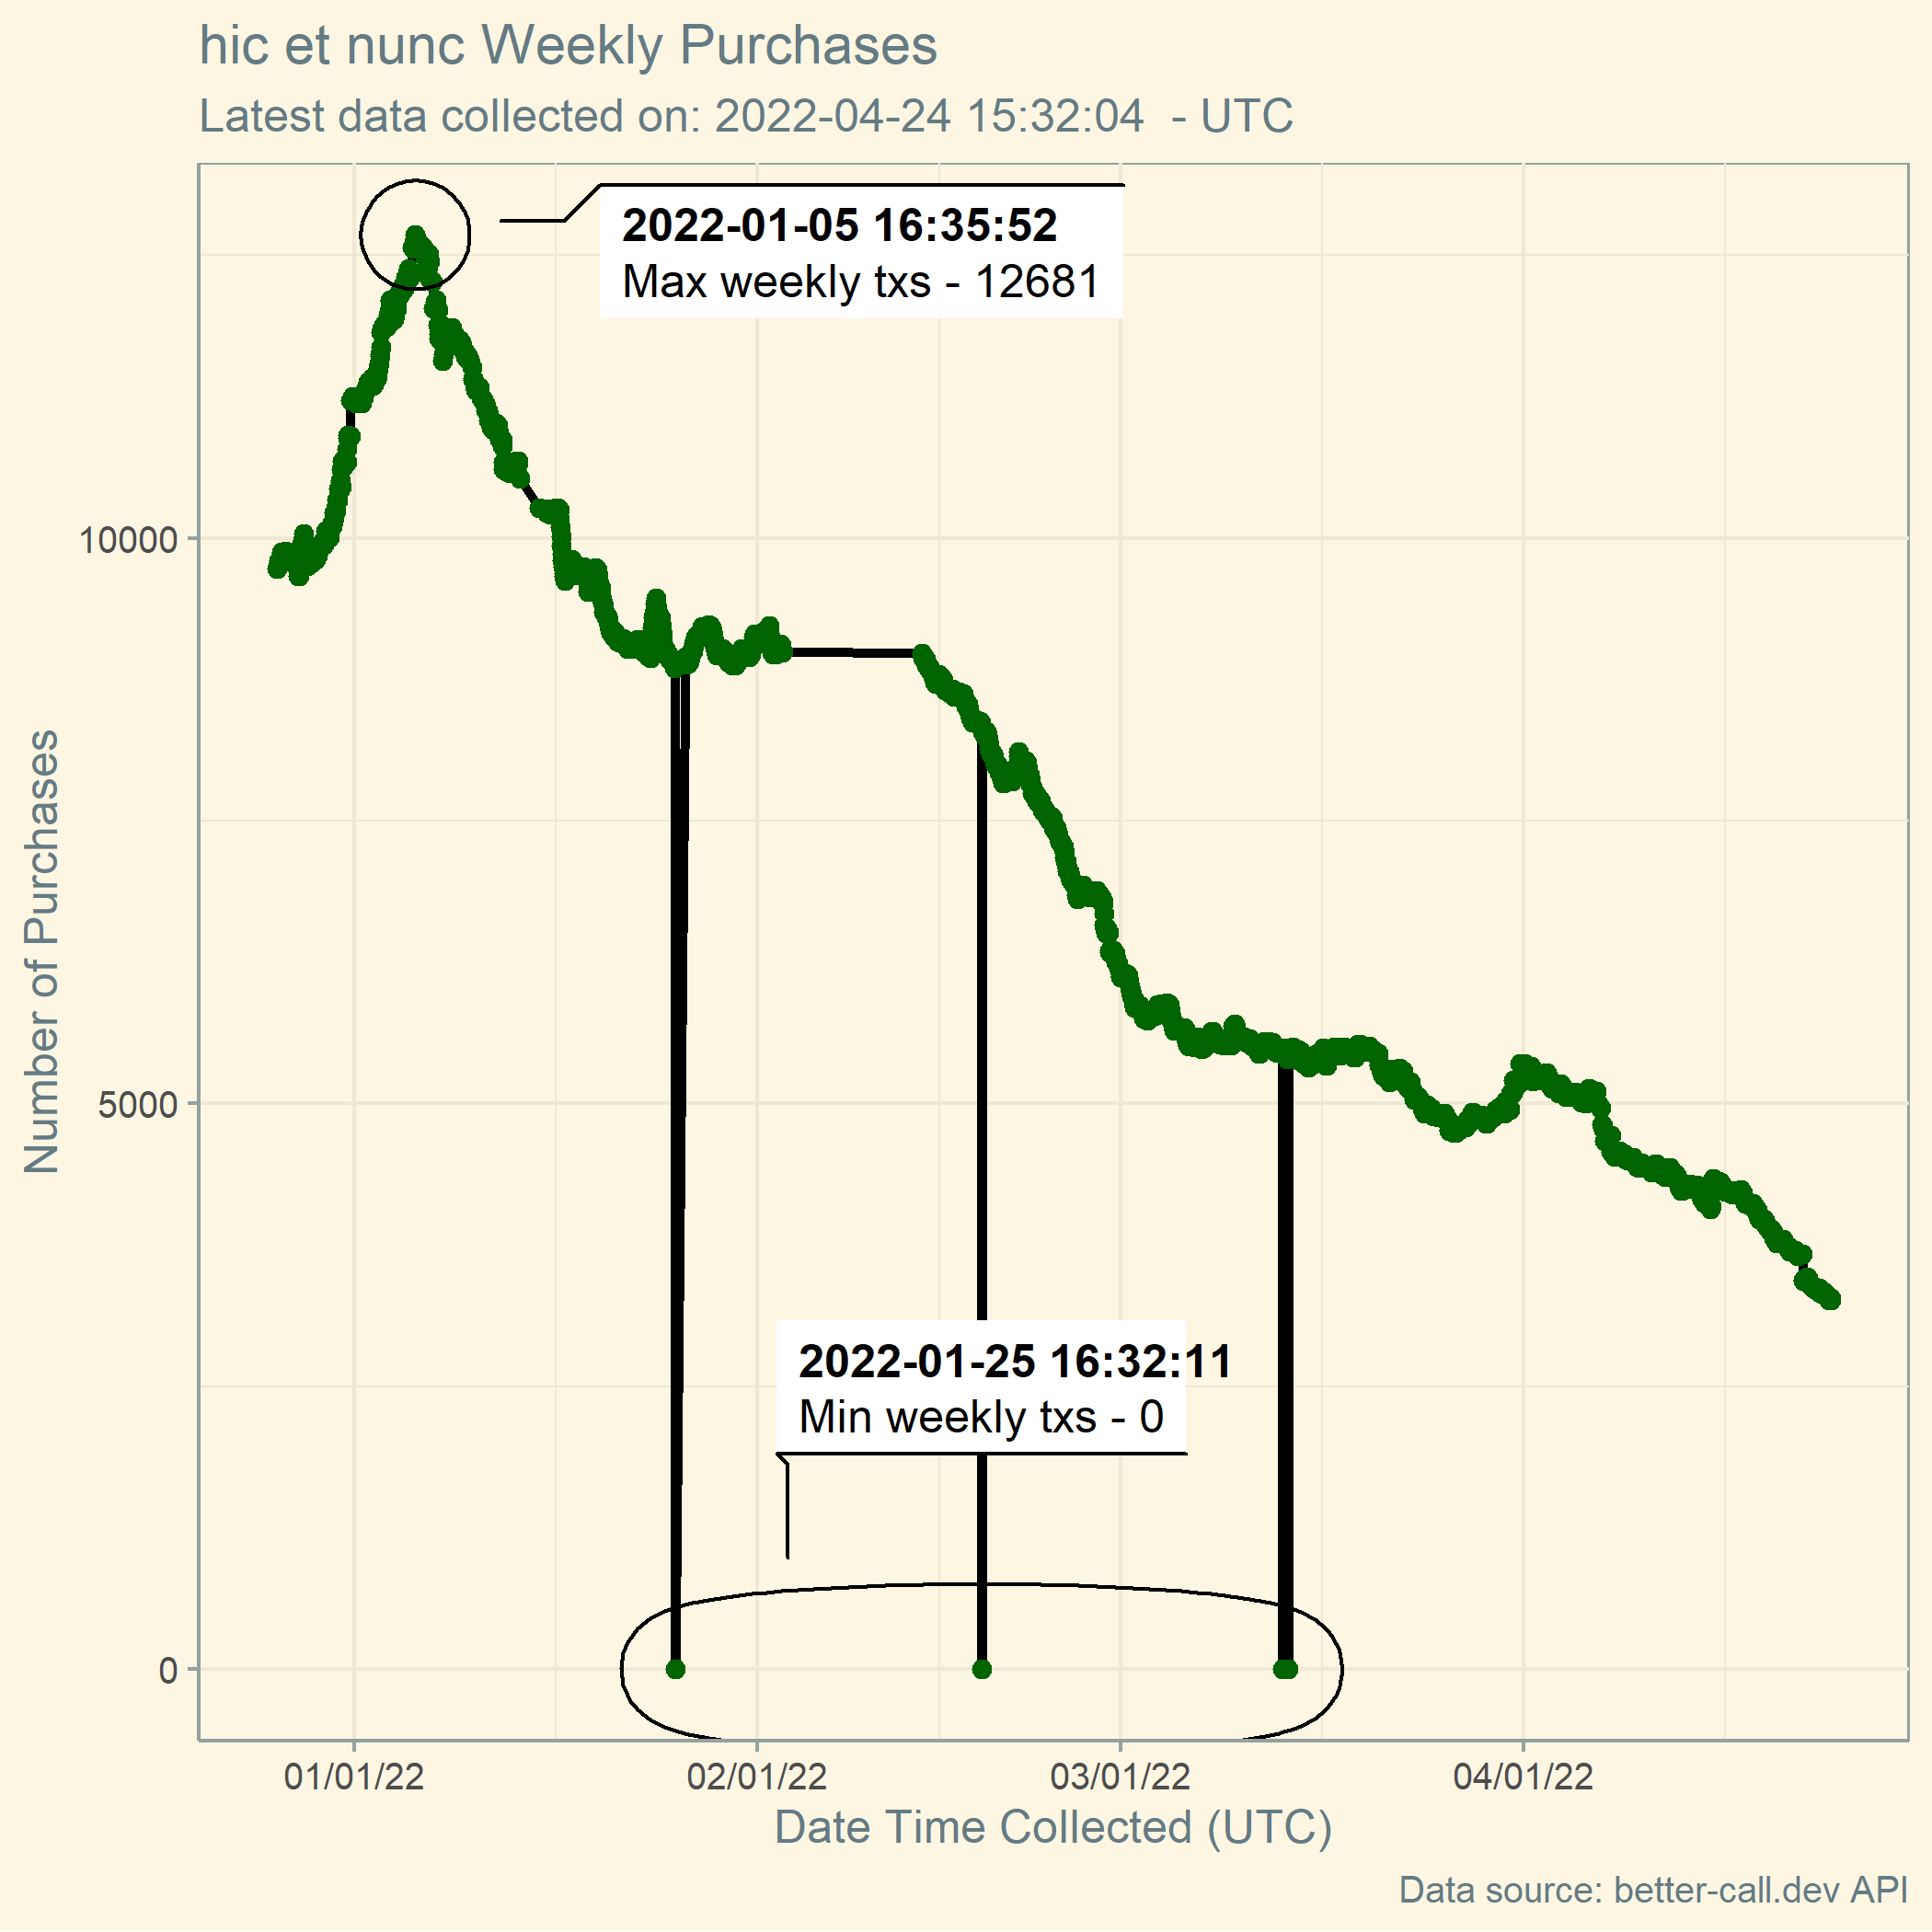 hic et nunc Weekly Purchases
Latest data collected on: 2022-04-24 15:32:04  - UTC
2022-01-05 16:35:52
Max weekly txs - 12681
10000
5000
0
Number of Purchases
2022-01-25 16:32:11
Min weekly txs - 0
01/01/22
02/01/22
03/01/22
04/01/22
Date Time Collected (UTC)
Data source: better-call.dev API